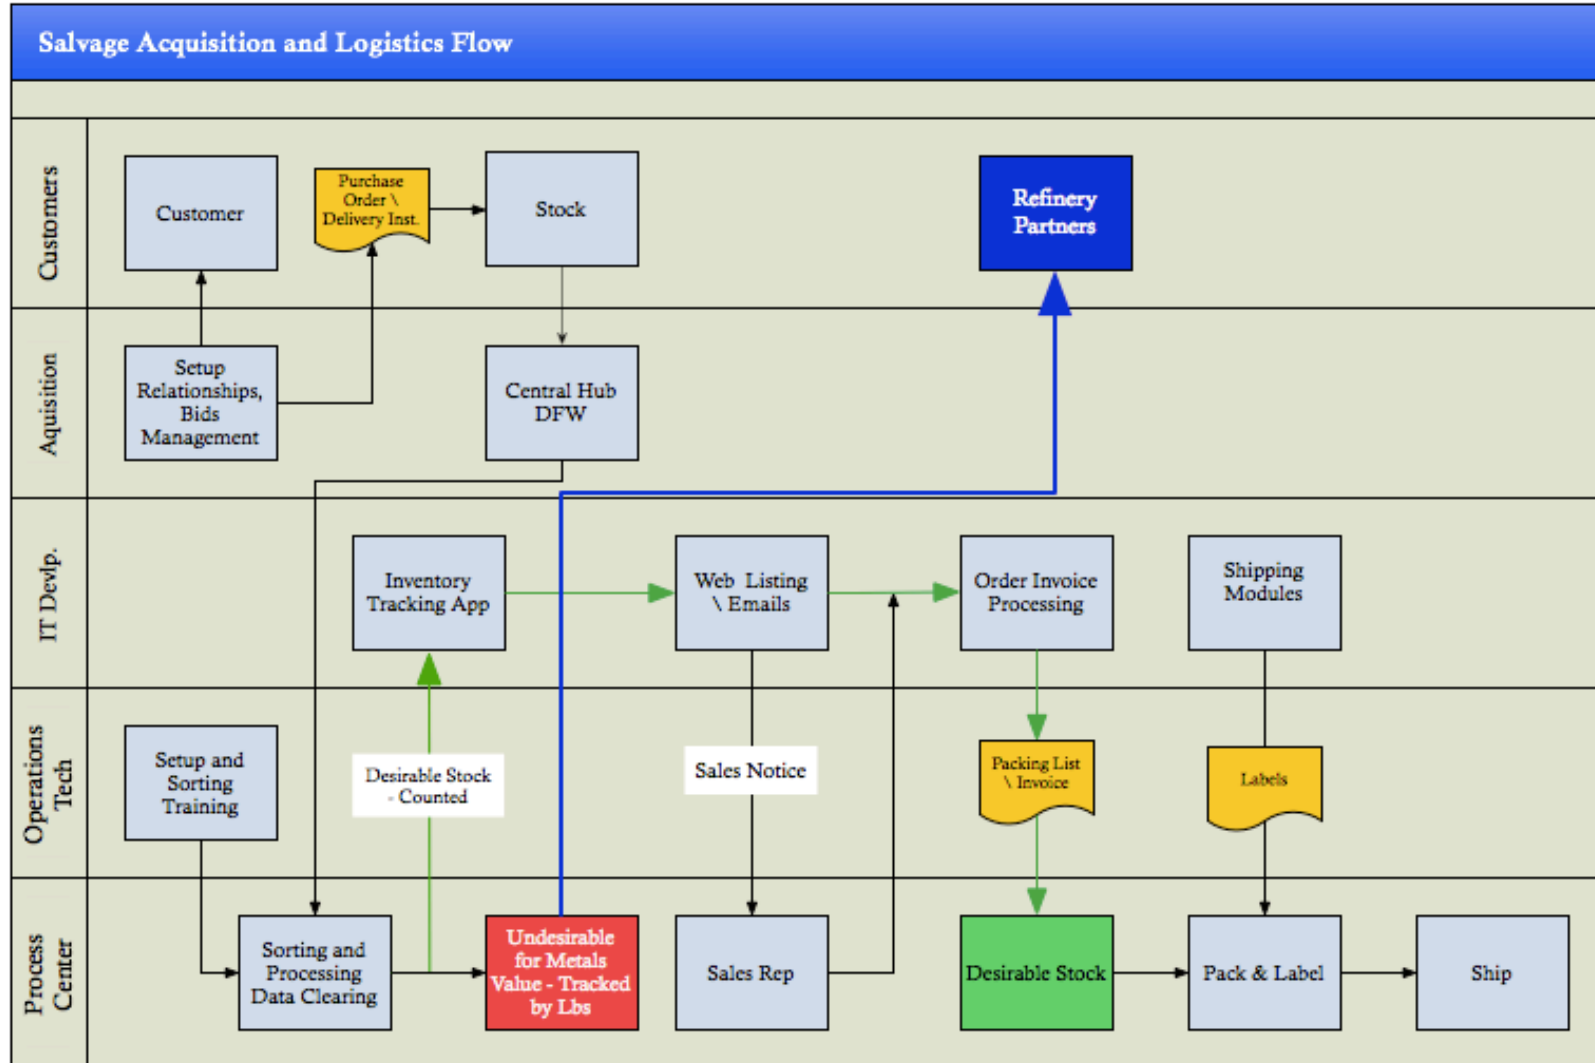 Salvage Acquisition and Logistics Flow
Customers
Customer
Purchase
Order \
Delivery Inst.
Stock
Refinery
Partners
Aquisition
Setup
Relationships,
Bids
Management
Central Hub
DFW
IT Devlp.
Inventory
Tracking App
Web Listing
\ Emails
Order Invoice
Processing
Shipping
Modules
Operations
Tech
Setup and
Sorting
Training
Desirable Stock
- Counted
Sales Notice
Packing List
\ Invoice
Labels
Process
Center
Sorting and
Processing
Data Clearing
Undesirable
for Metals
Value - Tracked
by Lbs
Sales Rep
Desirable Stock
Pack & Label
Ship